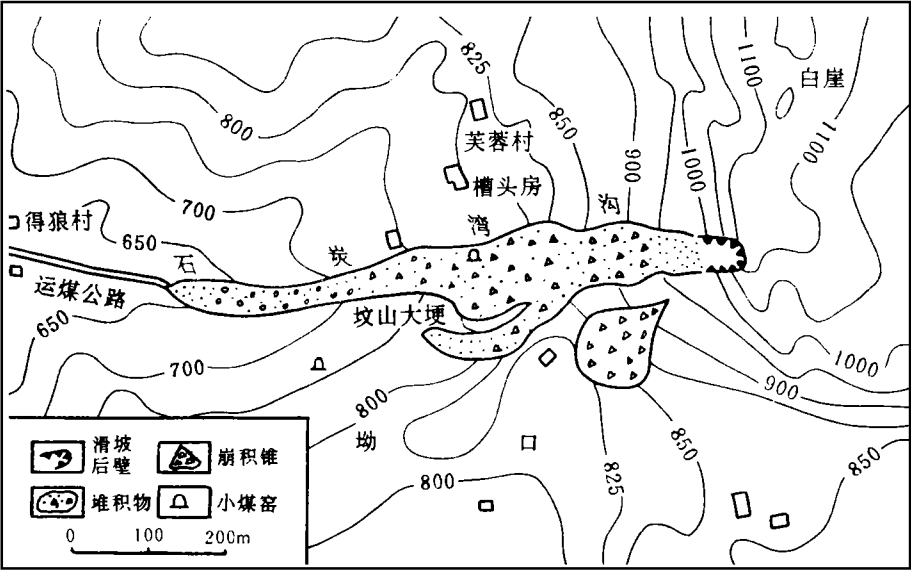 1100
825
白崖
800
850
芙蓉村
1100
900
1000
槽头房
700
沟
得狼村
湾
650
炭
石
运煤公路
坟山大埂
650
700
1000
900
800
坳
口
850
850
825
800
滑坡
后壁
崩积锥
堆积物
小煤窑
0 100 200m